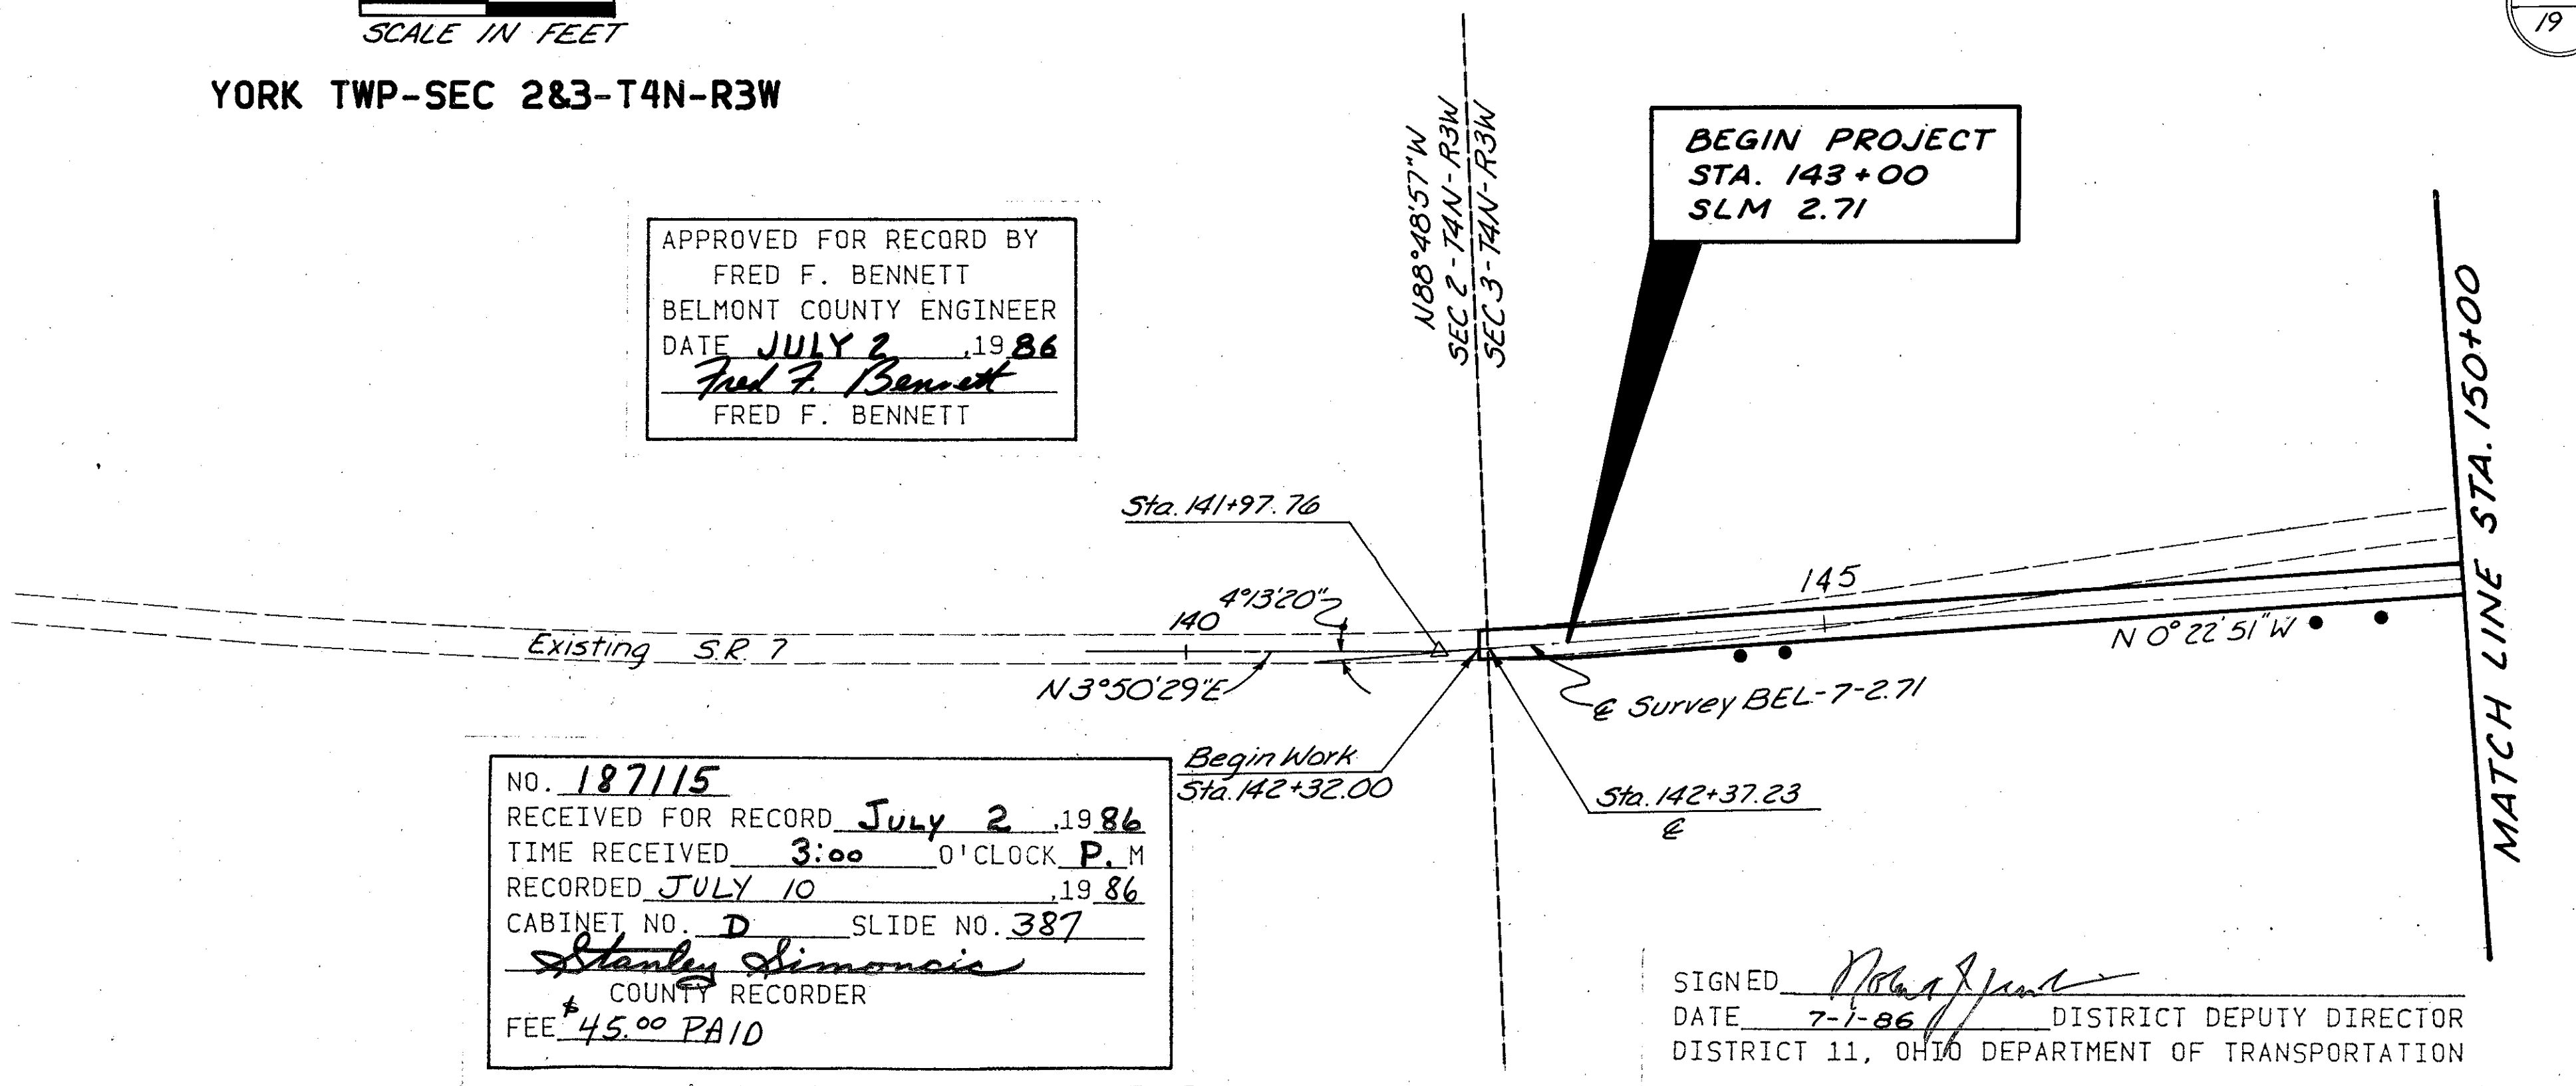 SCALE IN FEET
19
YORK TWP-SEC 2&3-T4N-R3W
N88°48'57"W
SEC 2-T4N-R3W
SEC 3-T4N-R3W
BEGIN PROJECT
STA. 143+00
SLM 2.71
APPROVED FOR RECORD BY
FRED F. BENNETT
BELMONT COUNTY ENGINEER
DATE JULY 2 ,19 86
Fred F. Bennett
FRED F. BENNETT
MATCH LINE STA. 150+00
Sta. 141+97.76
4°13'20"
140
145
Existing S.R. 7
N 3°50'29"E
N 0°22'51"W
℄ Survey BEL-7-2.71
Begin Work
Sta. 142+32.00
Sta. 142+37.23
℄
NO. 187115
RECEIVED FOR RECORD JULY 2 ,19 86
TIME RECEIVED 3:00 O'CLOCK P. M
RECORDED JULY 10 ,19 86
CABINET NO. D SLIDE NO. 387
Stanley Simoncic
COUNTY RECORDER
FEE $45.00 PAID
SIGNED
DATE 7-1-86 DISTRICT DEPUTY DIRECTOR
DISTRICT 11, OHIO DEPARTMENT OF TRANSPORTATION